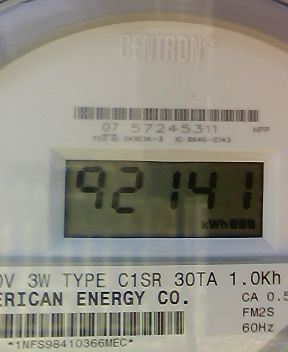 CENTRON®
07 57245311 HPP
92141
kWh
0V 3W TYPE C1SR 30TA 1.0Kh
ERICAN ENERGY CO.
CA 0.5
FM2S
60Hz
*1NFS98410366MEC*